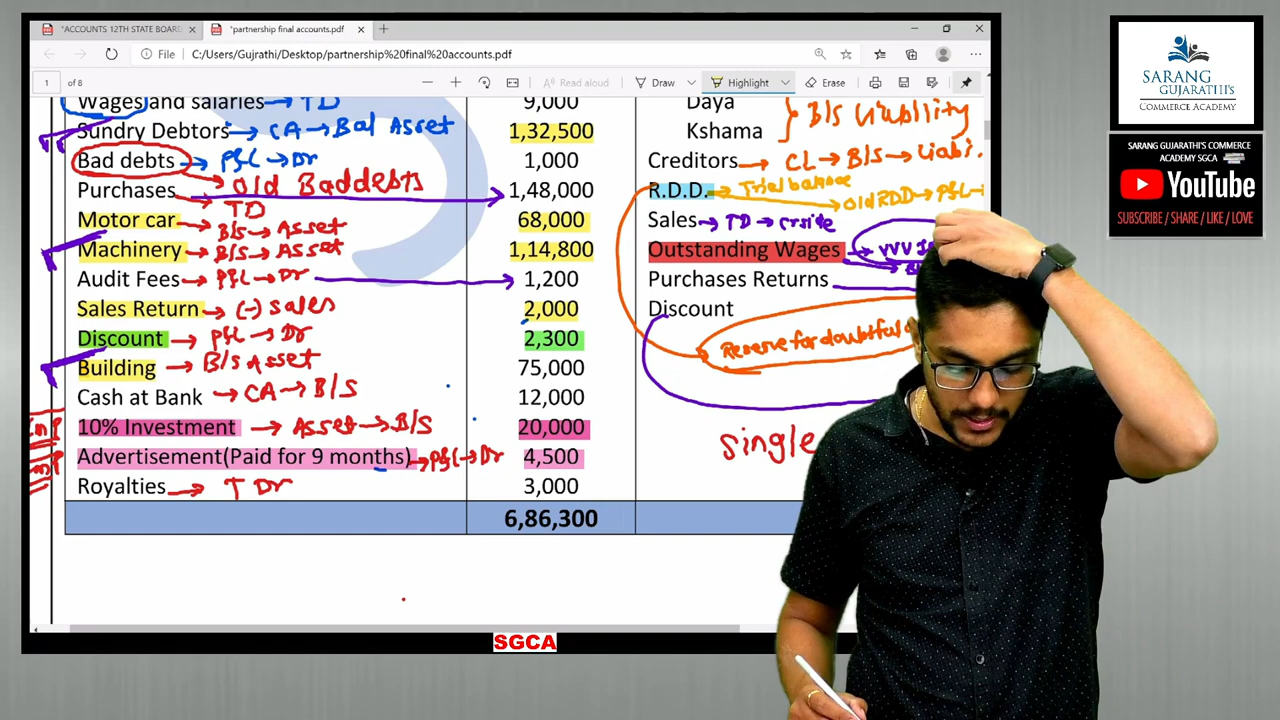 "ACCOUNTS 12TH STATE BOARD
"partnership final accounts.pdf
File C:/Users/Gujrathi/Desktop/partnership%20final%20accounts.pdf
1 of 8 Read aloud Draw Highlight Erase
Wages and salaries → TD 9,000
Sundry Debtors → CA → Bal Asset 1,32,500
Bad debts → P&L → Dr 1,000
→ Old Baddebts
Purchases 1,48,000
→ TD
Motor car → B/s → Asset 68,000
Machinery → B/s → Asset 1,14,800
Audit Fees → P&L → Dr 1,200
Sales Return → (-) sales 2,000
Discount → P&L → Dr 2,300
Building → B/s Asset 75,000
Cash at Bank → CA → B/S 12,000
Imp 10% Investment → Asset → B/S 20,000
Imp Advertisement(Paid for 9 months) → P&L → Dr 4,500
Royalties → T Dr 3,000
6,86,300
Daya
Kshama } B/s Liability
Creditors → CL → B/s → Liabi.
R.D.D. → Trial balance
→ Old RDD → P&L
Sales → TD → Crside
Outstanding Wages → VVV
Purchases Returns
Discount
Reserve for doubtful
single
SARANG
GUJARATHI'S
COMMERCE ACADEMY
SARANG GUJARATHI'S COMMERCE
ACADEMY SGCA
YouTube
SUBSCRIBE / SHARE / LIKE / LOVE
SGCA